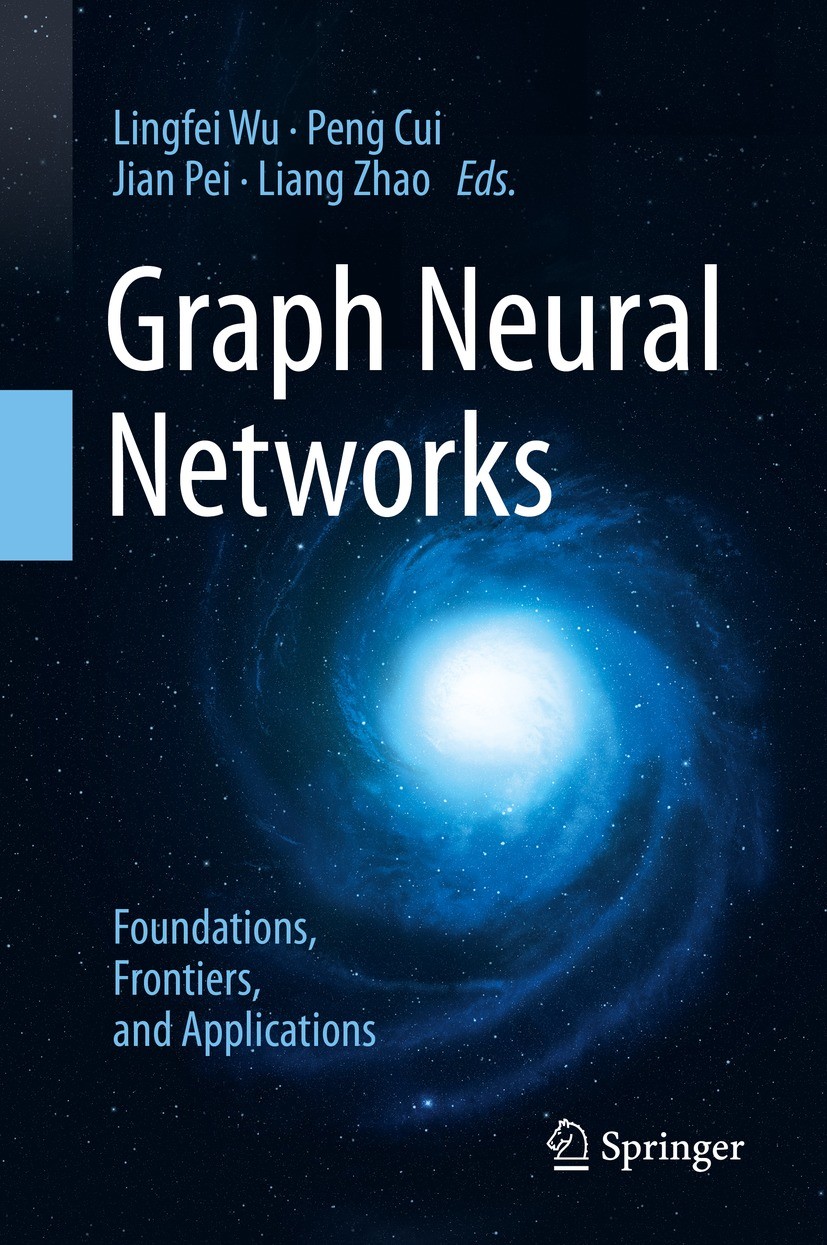 Lingfei Wu · Peng Cui
Jian Pei · Liang Zhao Eds.
Graph Neural
Networks
Foundations,
Frontiers,
and Applications
Springer